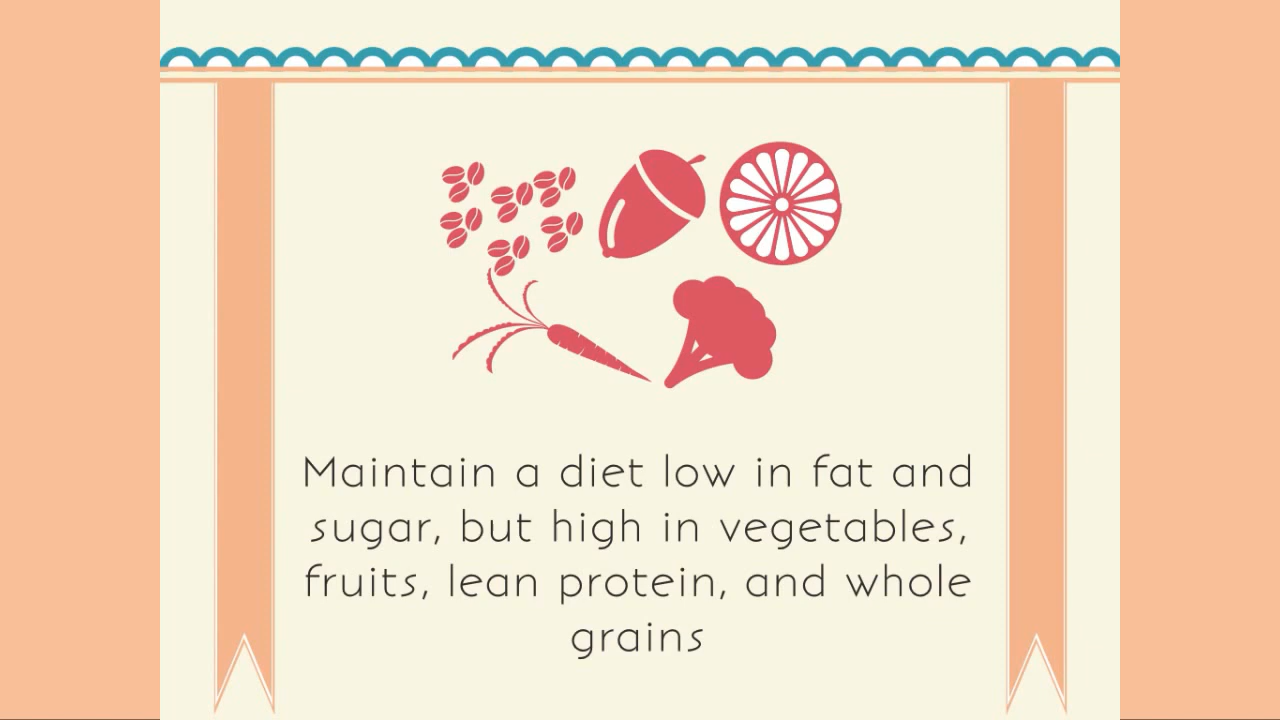 Maintain a diet low in fat and
sugar, but high in vegetables,
fruits, lean protein, and whole
grains